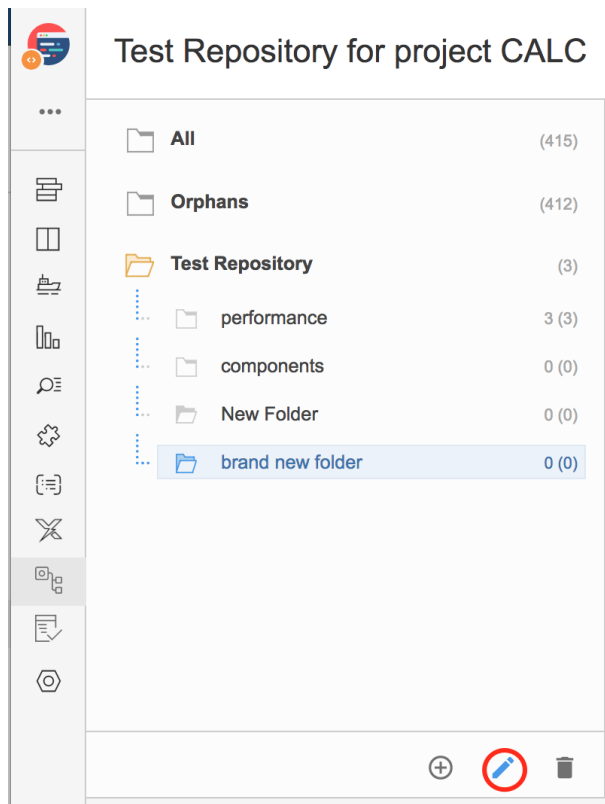 Test Repository for project CALC
All (415)
Orphans (412)
Test Repository (3)
performance 3 (3)
components 0 (0)
New Folder 0 (0)
brand new folder 0 (0)